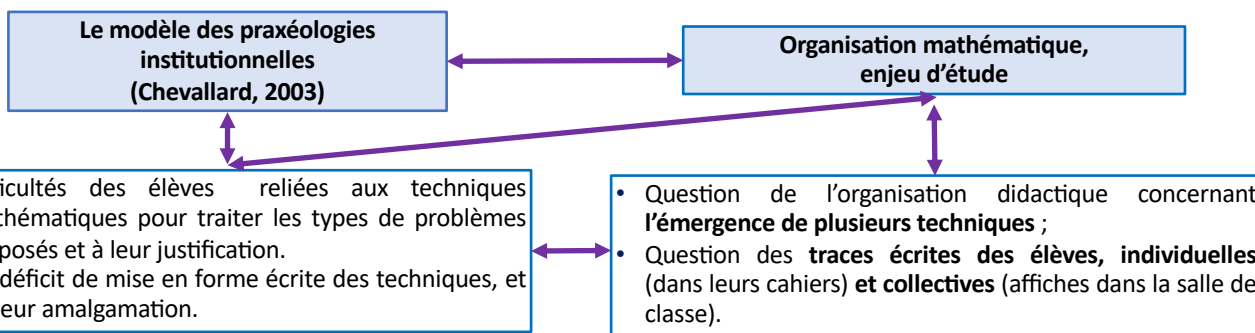 Le modèle des praxéologies
institutionnelles
(Chevallard, 2003)
Organisation mathématique,
enjeu d’étude
des élèves reliées aux techniques
pour traiter les types de problèmes
et à leur justification.
déficit de mise en forme écrite des techniques, et
leur amalgamation.
• Question de l’organisation didactique concernant
l’émergence de plusieurs techniques ;
• Question des traces écrites des élèves, individuelles
(dans leurs cahiers) et collectives (affiches dans la salle de
classe).